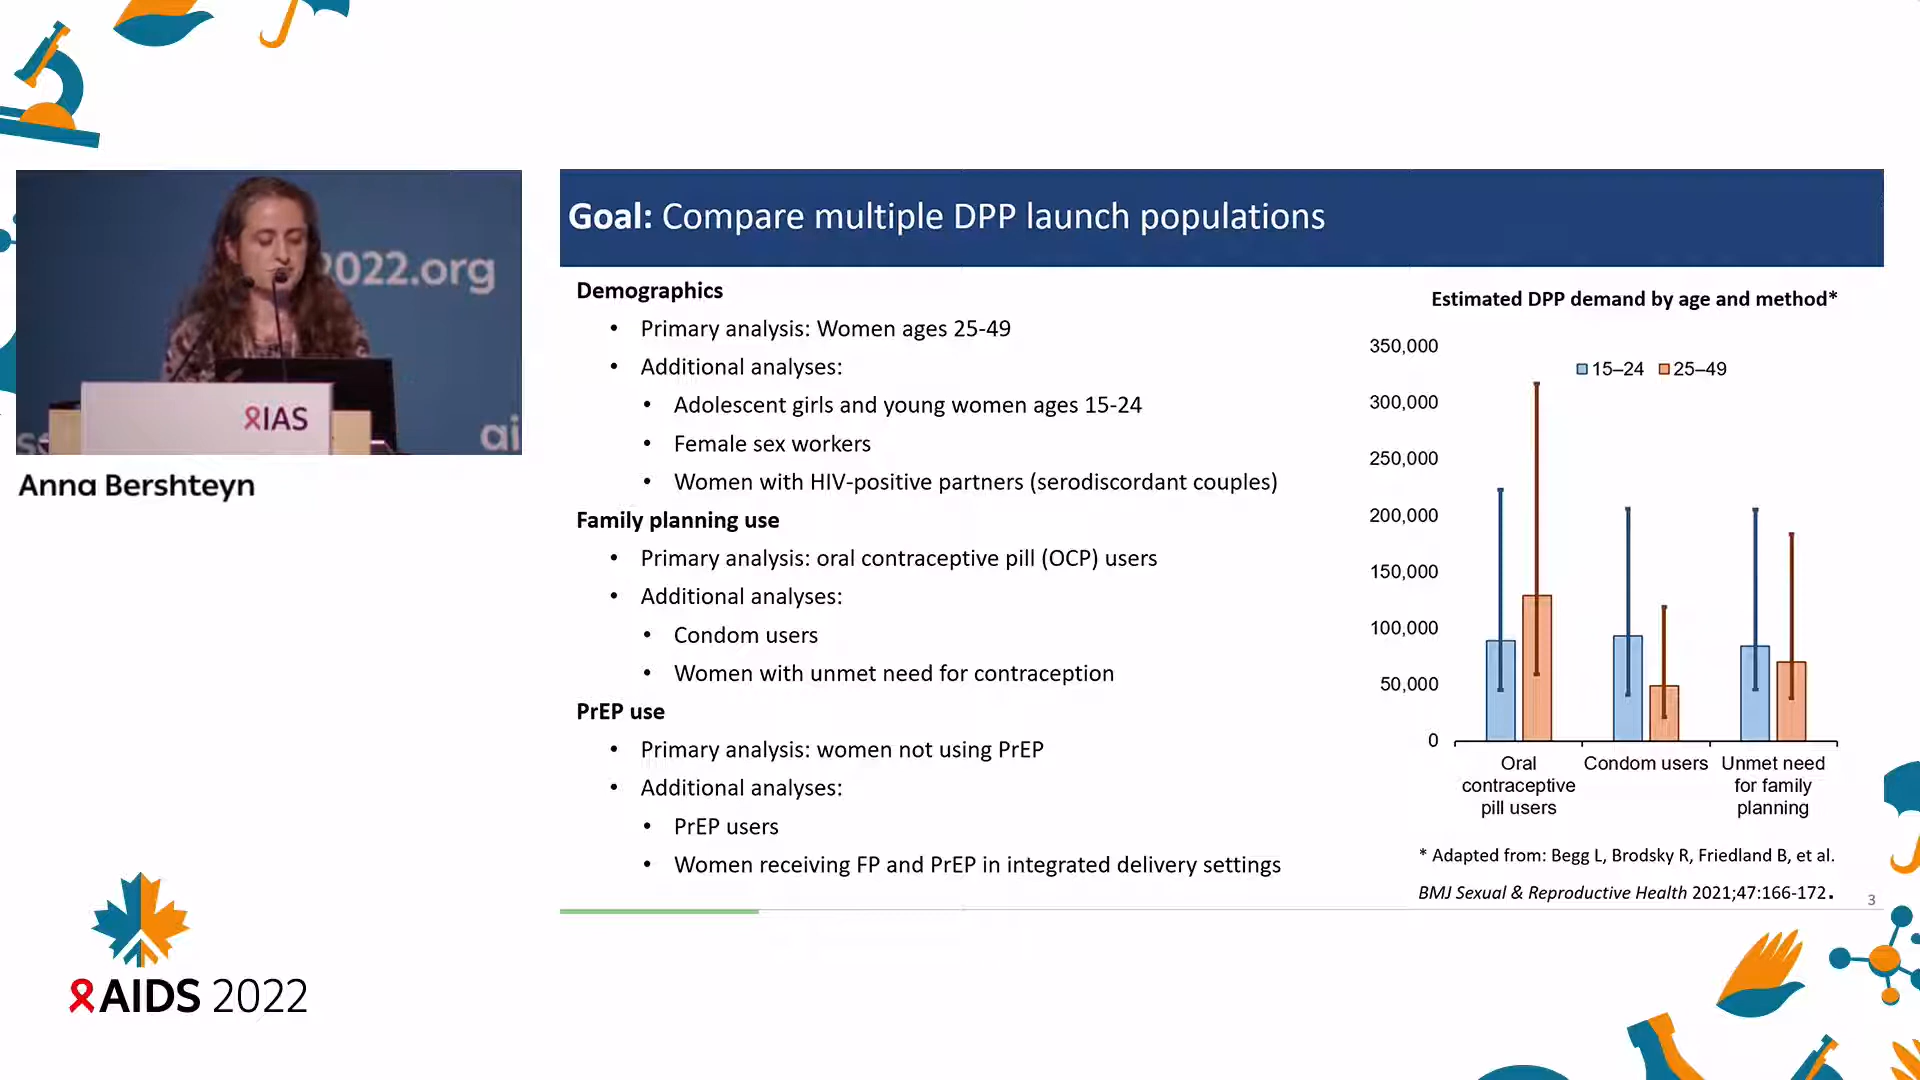 2022.org
IAS
ai
Anna Bershteyn
AIDS 2022
Goal: Compare multiple DPP launch populations
Demographics
• Primary analysis: Women ages 25-49
• Additional analyses:
• Adolescent girls and young women ages 15-24
• Female sex workers
• Women with HIV-positive partners (serodiscordant couples)
Family planning use
• Primary analysis: oral contraceptive pill (OCP) users
• Additional analyses:
• Condom users
• Women with unmet need for contraception
PrEP use
• Primary analysis: women not using PrEP
• Additional analyses:
• PrEP users
• Women receiving FP and PrEP in integrated delivery settings
Estimated DPP demand by age and method*
15–24 25–49
350,000
300,000
250,000
200,000
150,000
100,000
50,000
0
Oral contraceptive pill users
Condom users
Unmet need for family planning
* Adapted from: Begg L, Brodsky R, Friedland B, et al.
BMJ Sexual & Reproductive Health 2021;47:166-172.
3